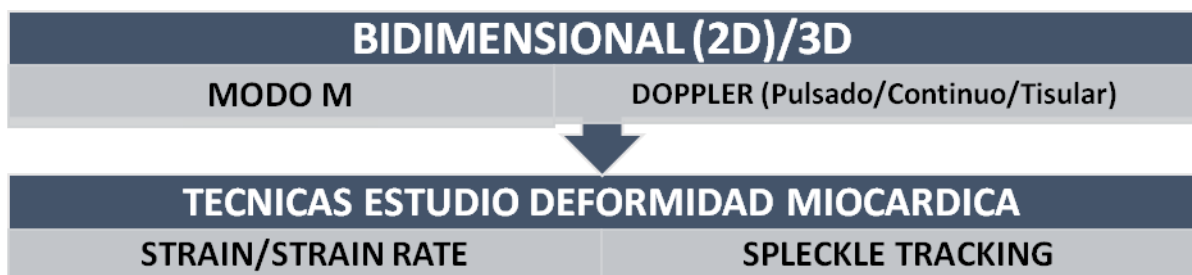 BIDIMENSIONAL (2D)/3D
MODO M
DOPPLER (Pulsado/Continuo/Tisular)
TECNICAS ESTUDIO DEFORMIDAD MIOCARDICA
STRAIN/STRAIN RATE
SPLECKLE TRACKING